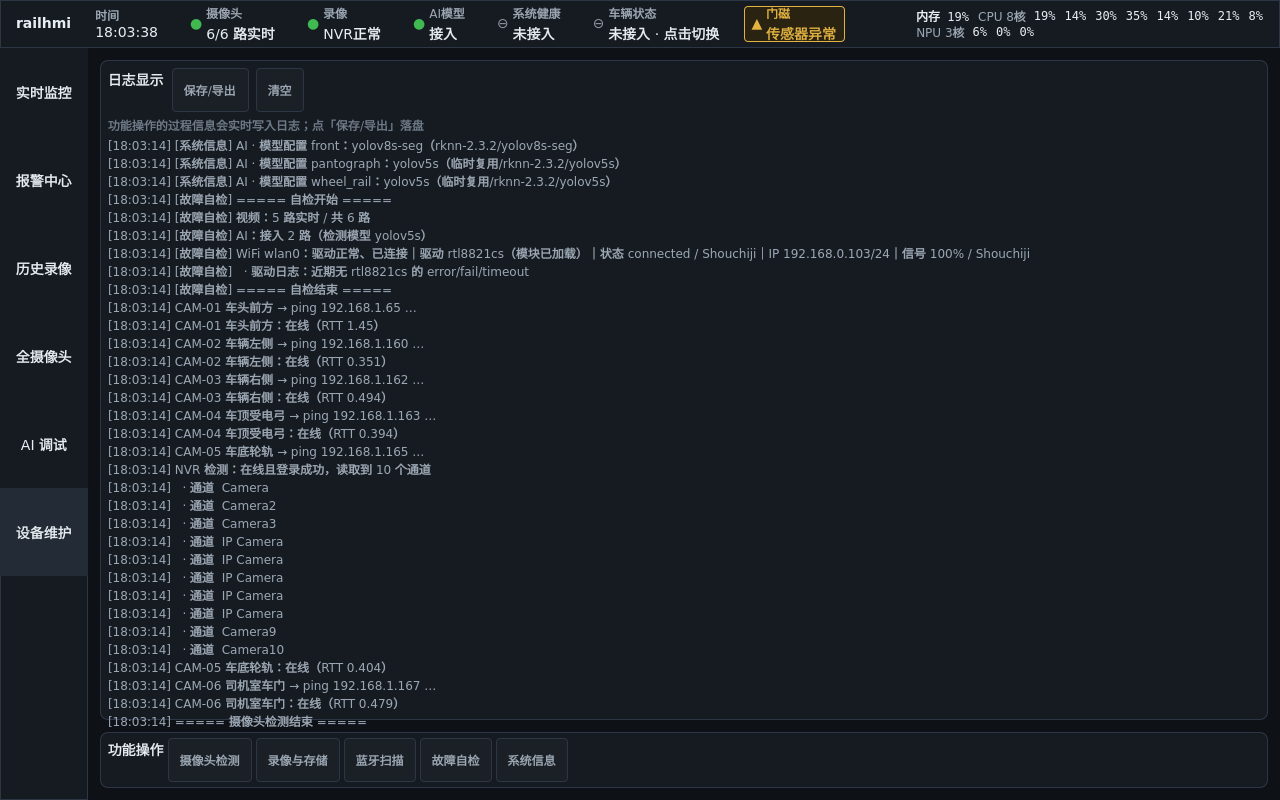 railhmi
时间
18:03:38
摄像头
6/6 路实时
录像
NVR正常
AI模型
接入
系统健康
未接入
车辆状态
未接入 · 点击切换
门磁
传感器异常
内存 19% CPU 8核 19% 14% 30% 35% 14% 10% 21% 8%
NPU 3核 6% 0% 0%
实时监控
报警中心
历史录像
全摄像头
AI 调试
设备维护
日志显示
保存/导出
清空
功能操作的过程信息会实时写入日志；点「保存/导出」落盘
[18:03:14] [系统信息] AI · 模型配置 front：yolov8s-seg（rknn-2.3.2/yolov8s-seg）
[18:03:14] [系统信息] AI · 模型配置 pantograph：yolov5s（临时复用/rknn-2.3.2/yolov5s）
[18:03:14] [系统信息] AI · 模型配置 wheel_rail：yolov5s（临时复用/rknn-2.3.2/yolov5s）
[18:03:14] [故障自检] ===== 自检开始 =====
[18:03:14] [故障自检] 视频：5 路实时 / 共 6 路
[18:03:14] [故障自检] AI：接入 2 路（检测模型 yolov5s）
[18:03:14] [故障自检] WiFi wlan0：驱动正常、已连接｜驱动 rtl8821cs（模块已加载）｜状态 connected / Shouchiji｜IP 192.168.0.103/24｜信号 100% / Shouchiji
[18:03:14] [故障自检]   · 驱动日志：近期无 rtl8821cs 的 error/fail/timeout
[18:03:14] [故障自检] ===== 自检结束 =====
[18:03:14] CAM-01 车头前方 → ping 192.168.1.65 …
[18:03:14] CAM-01 车头前方：在线（RTT 1.45）
[18:03:14] CAM-02 车辆左侧 → ping 192.168.1.160 …
[18:03:14] CAM-02 车辆左侧：在线（RTT 0.351）
[18:03:14] CAM-03 车辆右侧 → ping 192.168.1.162 …
[18:03:14] CAM-03 车辆右侧：在线（RTT 0.494）
[18:03:14] CAM-04 车顶受电弓 → ping 192.168.1.163 …
[18:03:14] CAM-04 车顶受电弓：在线（RTT 0.394）
[18:03:14] CAM-05 车底轮轨 → ping 192.168.1.165 …
[18:03:14] NVR 检测：在线且登录成功，读取到 10 个通道
[18:03:14]   · 通道  Camera
[18:03:14]   · 通道  Camera2
[18:03:14]   · 通道  Camera3
[18:03:14]   · 通道  IP Camera
[18:03:14]   · 通道  IP Camera
[18:03:14]   · 通道  IP Camera
[18:03:14]   · 通道  IP Camera
[18:03:14]   · 通道  IP Camera
[18:03:14]   · 通道  Camera9
[18:03:14]   · 通道  Camera10
[18:03:14] CAM-05 车底轮轨：在线（RTT 0.404）
[18:03:14] CAM-06 司机室车门 → ping 192.168.1.167 …
[18:03:14] CAM-06 司机室车门：在线（RTT 0.479）
[18:03:14] ===== 摄像头检测结束 =====
功能操作
摄像头检测
录像与存储
蓝牙扫描
故障自检
系统信息